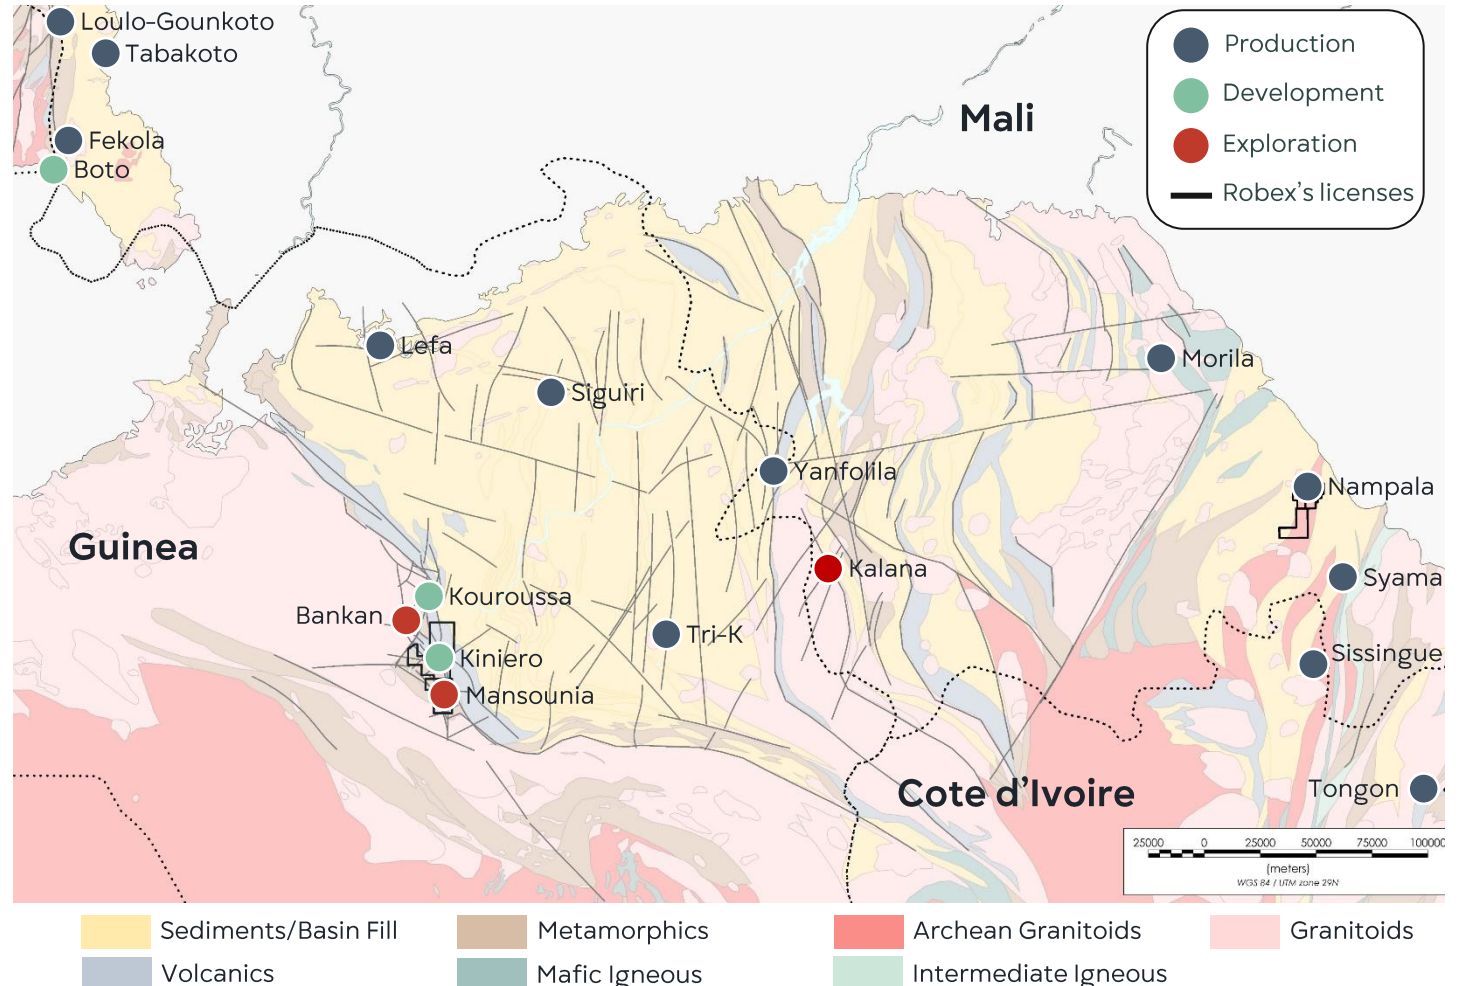 Loulo-Gounkoto
Tabakoto
Fekola
Boto
Mali
Production
Development
Exploration
Robex's licenses
Lefa
Siguiri
Morila
Yanfolila
Nampala
Guinea
Kalana
Syama
Kouroussa
Bankan
Tri-K
Kiniero
Sissingue
Mansounia
Cote d'Ivoire
Tongon
25000 0 25000 50000 75000 100000
(meters)
WGS 84 / UTM zone 29N
Sediments/Basin Fill
Metamorphics
Archean Granitoids
Granitoids
Volcanics
Mafic Igneous
Intermediate Igneous